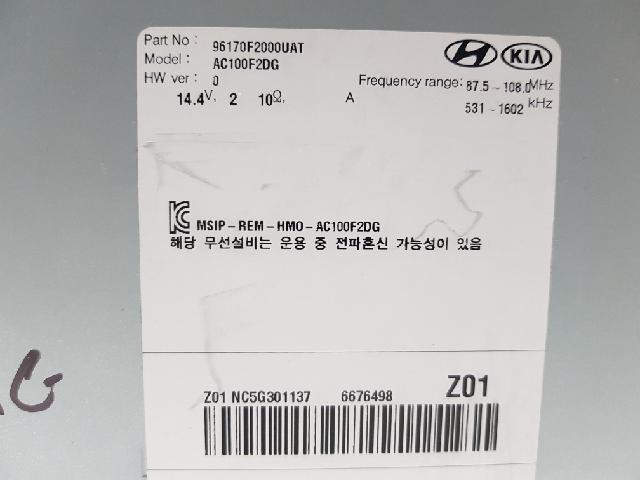 Part No : 96170F2000UAT
Model : AC100F2DG
HW ver : 0
14.4V, 2 10Ω, A
KIA
Frequency range: 87.5 ~ 108.0MHz
531 - 1602 kHz
MSIP-REM-HMO-AC100F2DG
해당 무선설비는 운용 중 전파혼신 가능성이 있음
Z01 NC5G301137 6676498 Z01